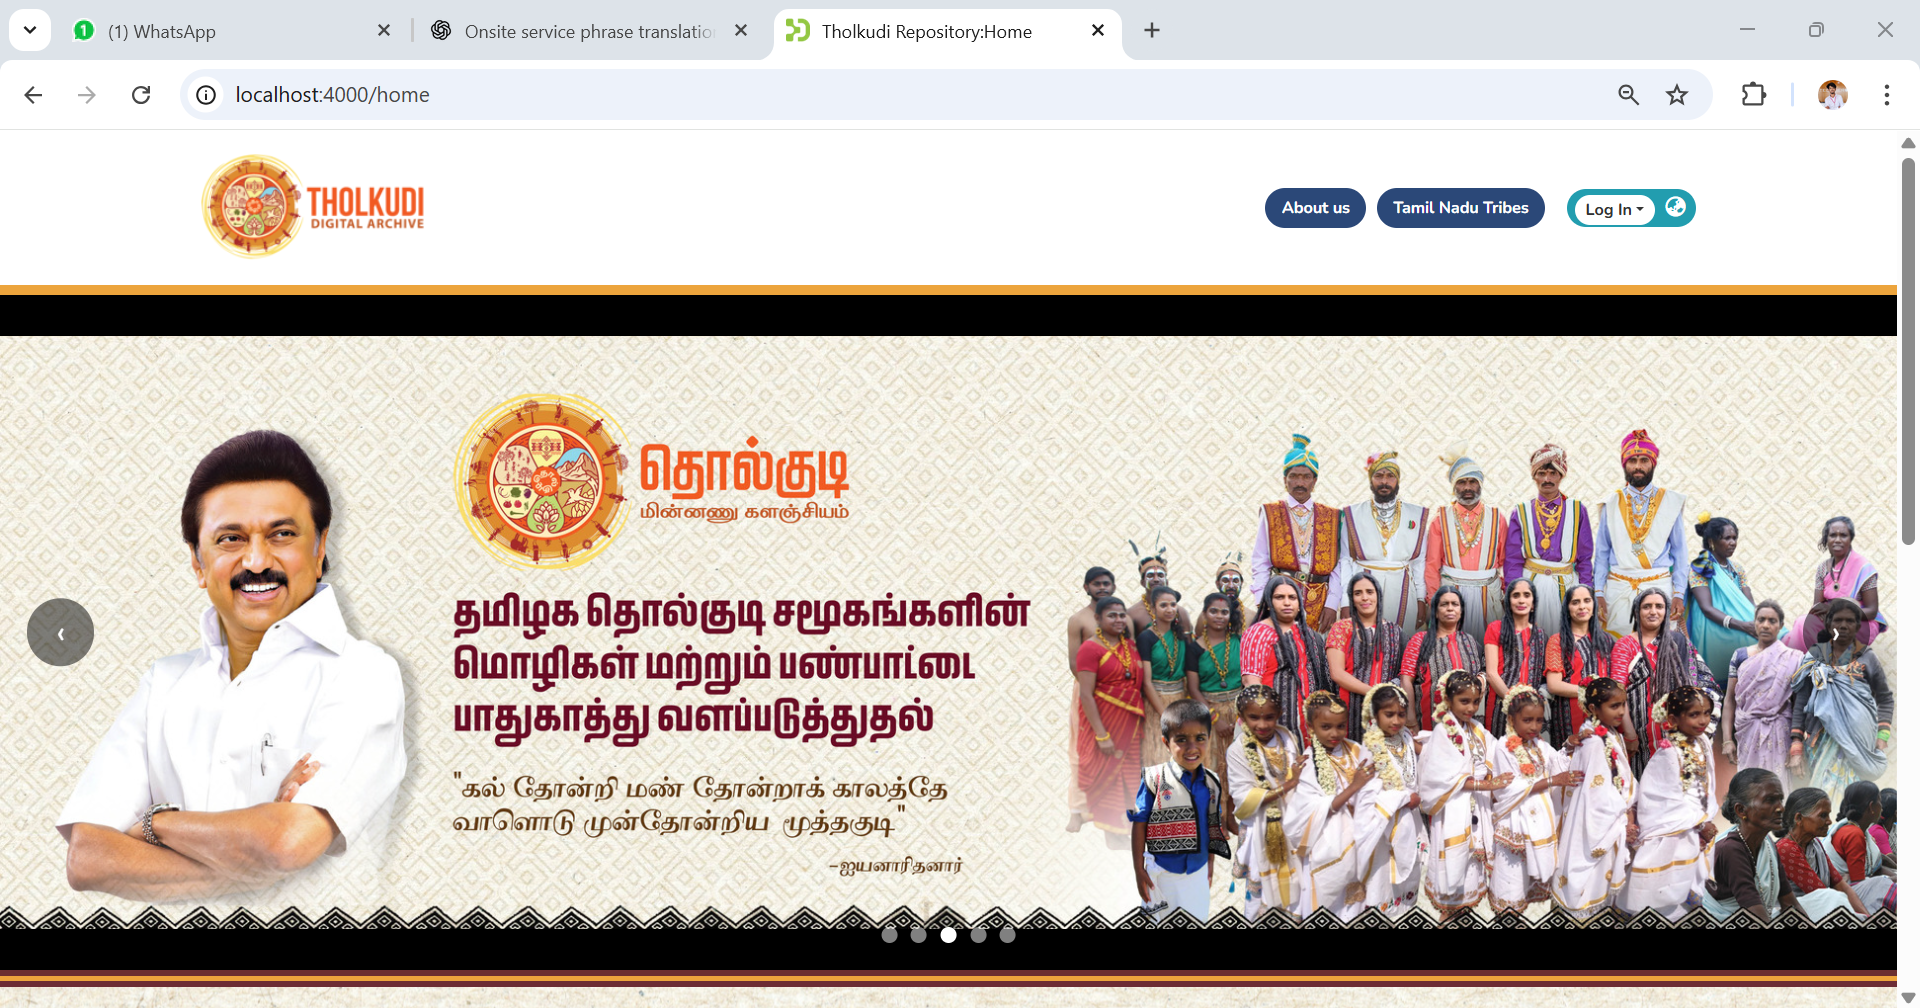 (1) WhatsApp
Onsite service phrase translatio
Tholkudi Repository:Home
localhost:4000/home
THOLKUDI
DIGITAL ARCHIVE
About us
Tamil Nadu Tribes
Log In
தொல்குடி
மின்னணு களஞ்சியம்
தமிழக தொல்குடி சமூகங்களின்
மொழிகள் மற்றும் பண்பாட்டை
பாதுகாத்து வளப்படுத்துதல்
"கல் தோன்றி மண் தோன்றாக் காலத்தே
வாளொடு முன்தோன்றிய மூத்தகுடி"
-ஐயனாரிதனார்